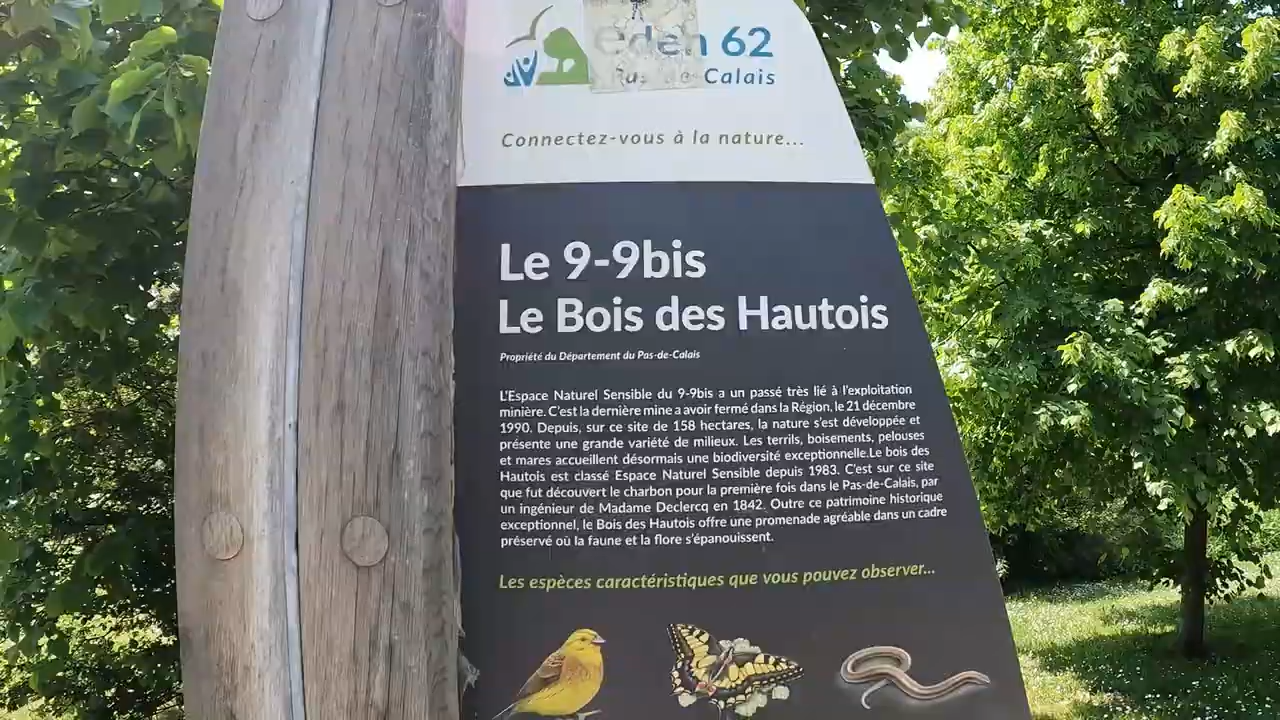 eden 62
Pas-de-Calais
Connectez-vous à la nature...
Le 9-9bis
Le Bois des Hautois
Propriété du Département du Pas-de-Calais
L'Espace Naturel Sensible du 9-9bis a un passé très lié à l'exploitation
minière. C'est la dernière mine a avoir fermé dans la Région, le 21 décembre
1990. Depuis, sur ce site de 158 hectares, la nature s'est développée et
présente une grande variété de milieux. Les terrils, boisements, pelouses
et mares accueillent désormais une biodiversité exceptionnelle.Le bois des
Hautois est classé Espace Naturel Sensible depuis 1983. C'est sur ce site
que fut découvert le charbon pour la première fois dans le Pas-de-Calais, par
un ingénieur de Madame Declercq en 1842. Outre ce patrimoine historique
exceptionnel, le Bois des Hautois offre une promenade agréable dans un cadre
préservé où la faune et la flore s'épanouissent.
Les espèces caractéristiques que vous pouvez observer...